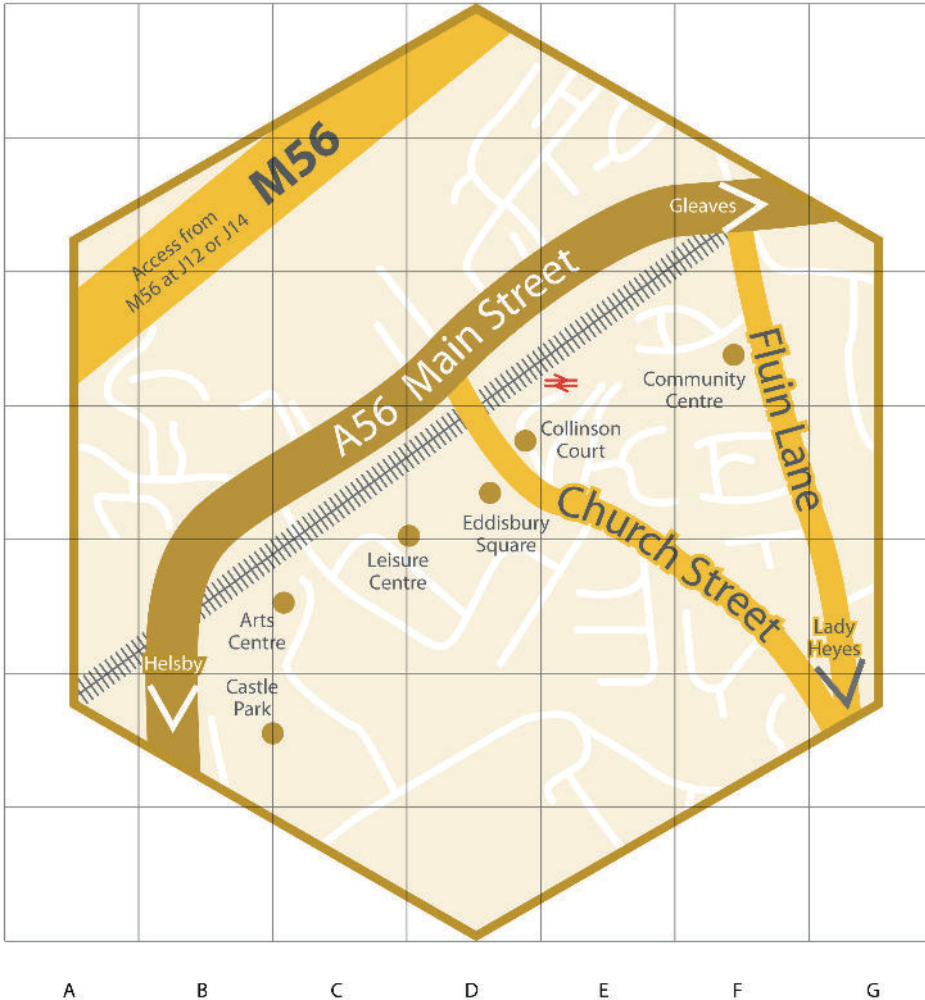 M56
Access from
M56 at J12 or J14
Gleaves
A56 Main Street
Fluin Lane
Community
Centre
Collinson
Court
Eddisbury
Square
Church Street
Leisure
Centre
Arts
Centre
Lady
Heyes
Helsby
Castle
Park
A B C D E F G